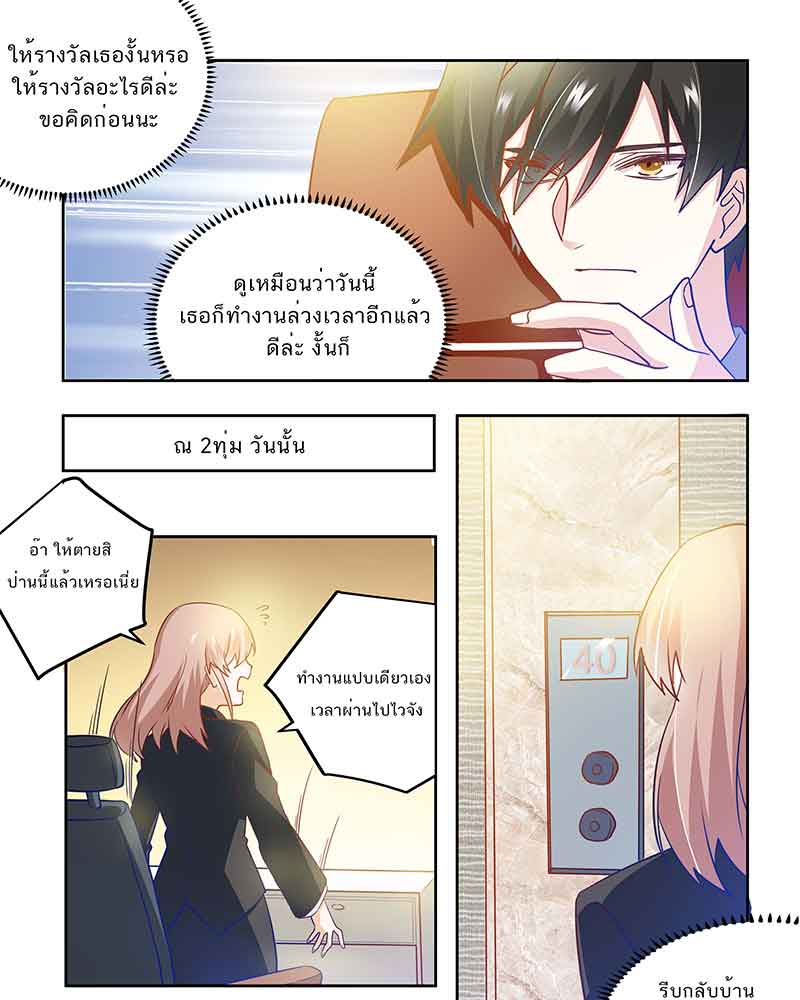 ให้รางวัลเธองั้นหรอ
ให้รางวัลอะไรดีล่ะ
ขอคิดก่อนนะ
ดูเหมือนว่าวันนี้
เธอก็ทำงานล่วงเวลาอีกแล้ว
ดีล่ะ งั้นก็
ณ 2ทุ่ม วันนั้น
อ๊า ให้ตายสิ
ป่านนี้แล้วเหรอเนี่ย
ทำงานแปบเดียวเอง
เวลาผ่านไปไวจัง
40
รีบกลับบ้าน